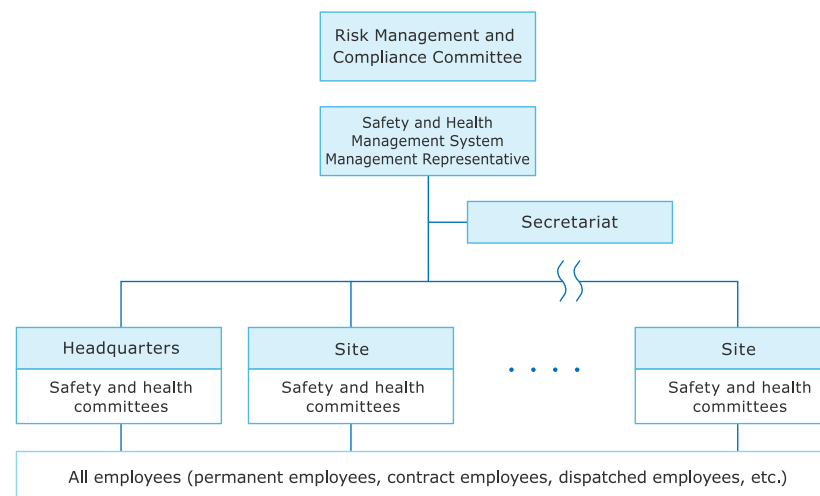 Risk Management and
Compliance Committee
Safety and Health
Management System
Management Representative
Secretariat
Headquarters
Safety and health
committees
Site
Safety and health
committees
. . . .
Site
Safety and health
committees
All employees (permanent employees, contract employees, dispatched employees, etc.)